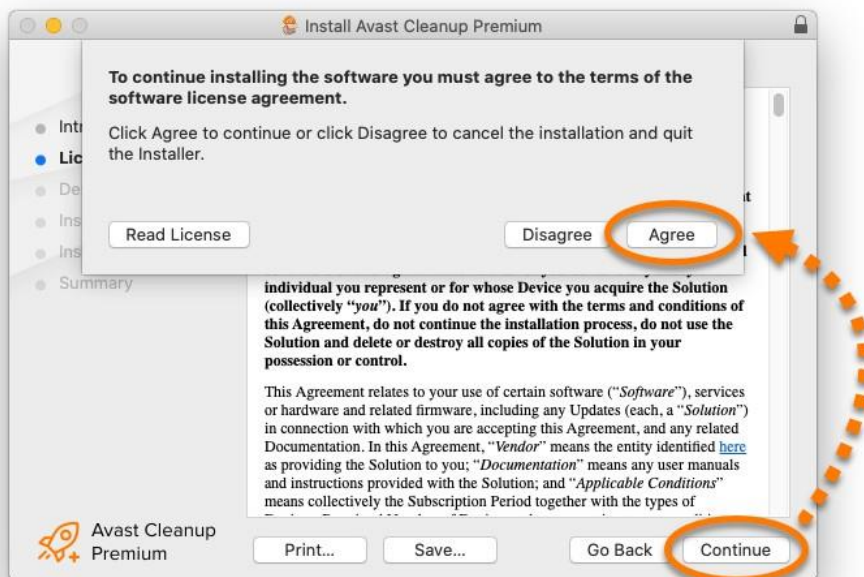 Install Avast Cleanup Premium
To continue installing the software you must agree to the terms of the
software license agreement.
Click Agree to continue or click Disagree to cancel the installation and quit
the Installer.
Read License
Disagree
Agree
Summary
individual you represent or for whose Device you acquire the Solution
(collectively “you”). If you do not agree with the terms and conditions of
this Agreement, do not continue the installation process, do not use the
Solution and delete or destroy all copies of the Solution in your
possession or control.
This Agreement relates to your use of certain software (“Software”), services
or hardware and related firmware, including any Updates (each, a “Solution”)
in connection with which you are accepting this Agreement, and any related
Documentation. In this Agreement, “Vendor” means the entity identified here
as providing the Solution to you; “Documentation” means any user manuals
and instructions provided with the Solution; and “Applicable Conditions”
means collectively the Subscription Period together with the types of
Avast Cleanup
Premium
Print...
Save...
Go Back
Continue